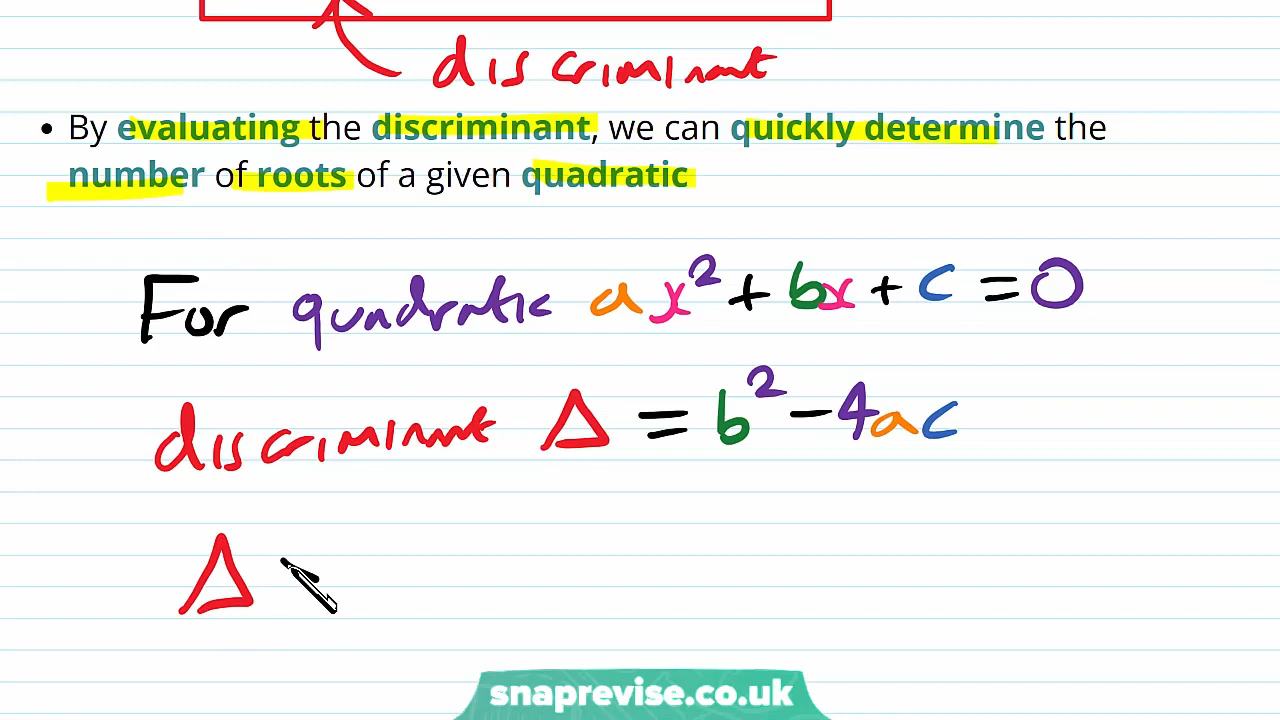 discriminant
• By evaluating the discriminant, we can quickly determine the
number of roots of a given quadratic
For quadratic ax² + bx + c = 0
discriminant Δ = b² - 4ac
Δ
snaprevise.co.uk